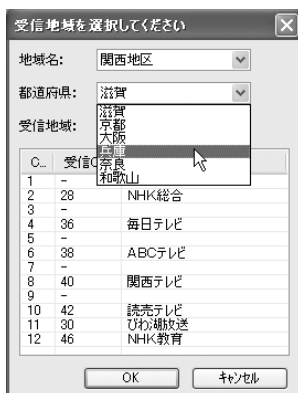 受信地域を選択してください
地域名: 関西地区
都道府県: 滋賀
滋賀
京都
大阪
兵庫
奈良
和歌山
受信地域:
C... 受信C
1 -
2 28 NHK総合
3 -
4 36 毎日テレビ
5 -
6 38 ABCテレビ
7 -
8 40 関西テレビ
9 -
10 42 読売テレビ
11 30 びわ湖放送
12 46 NHK教育
OK キャンセル